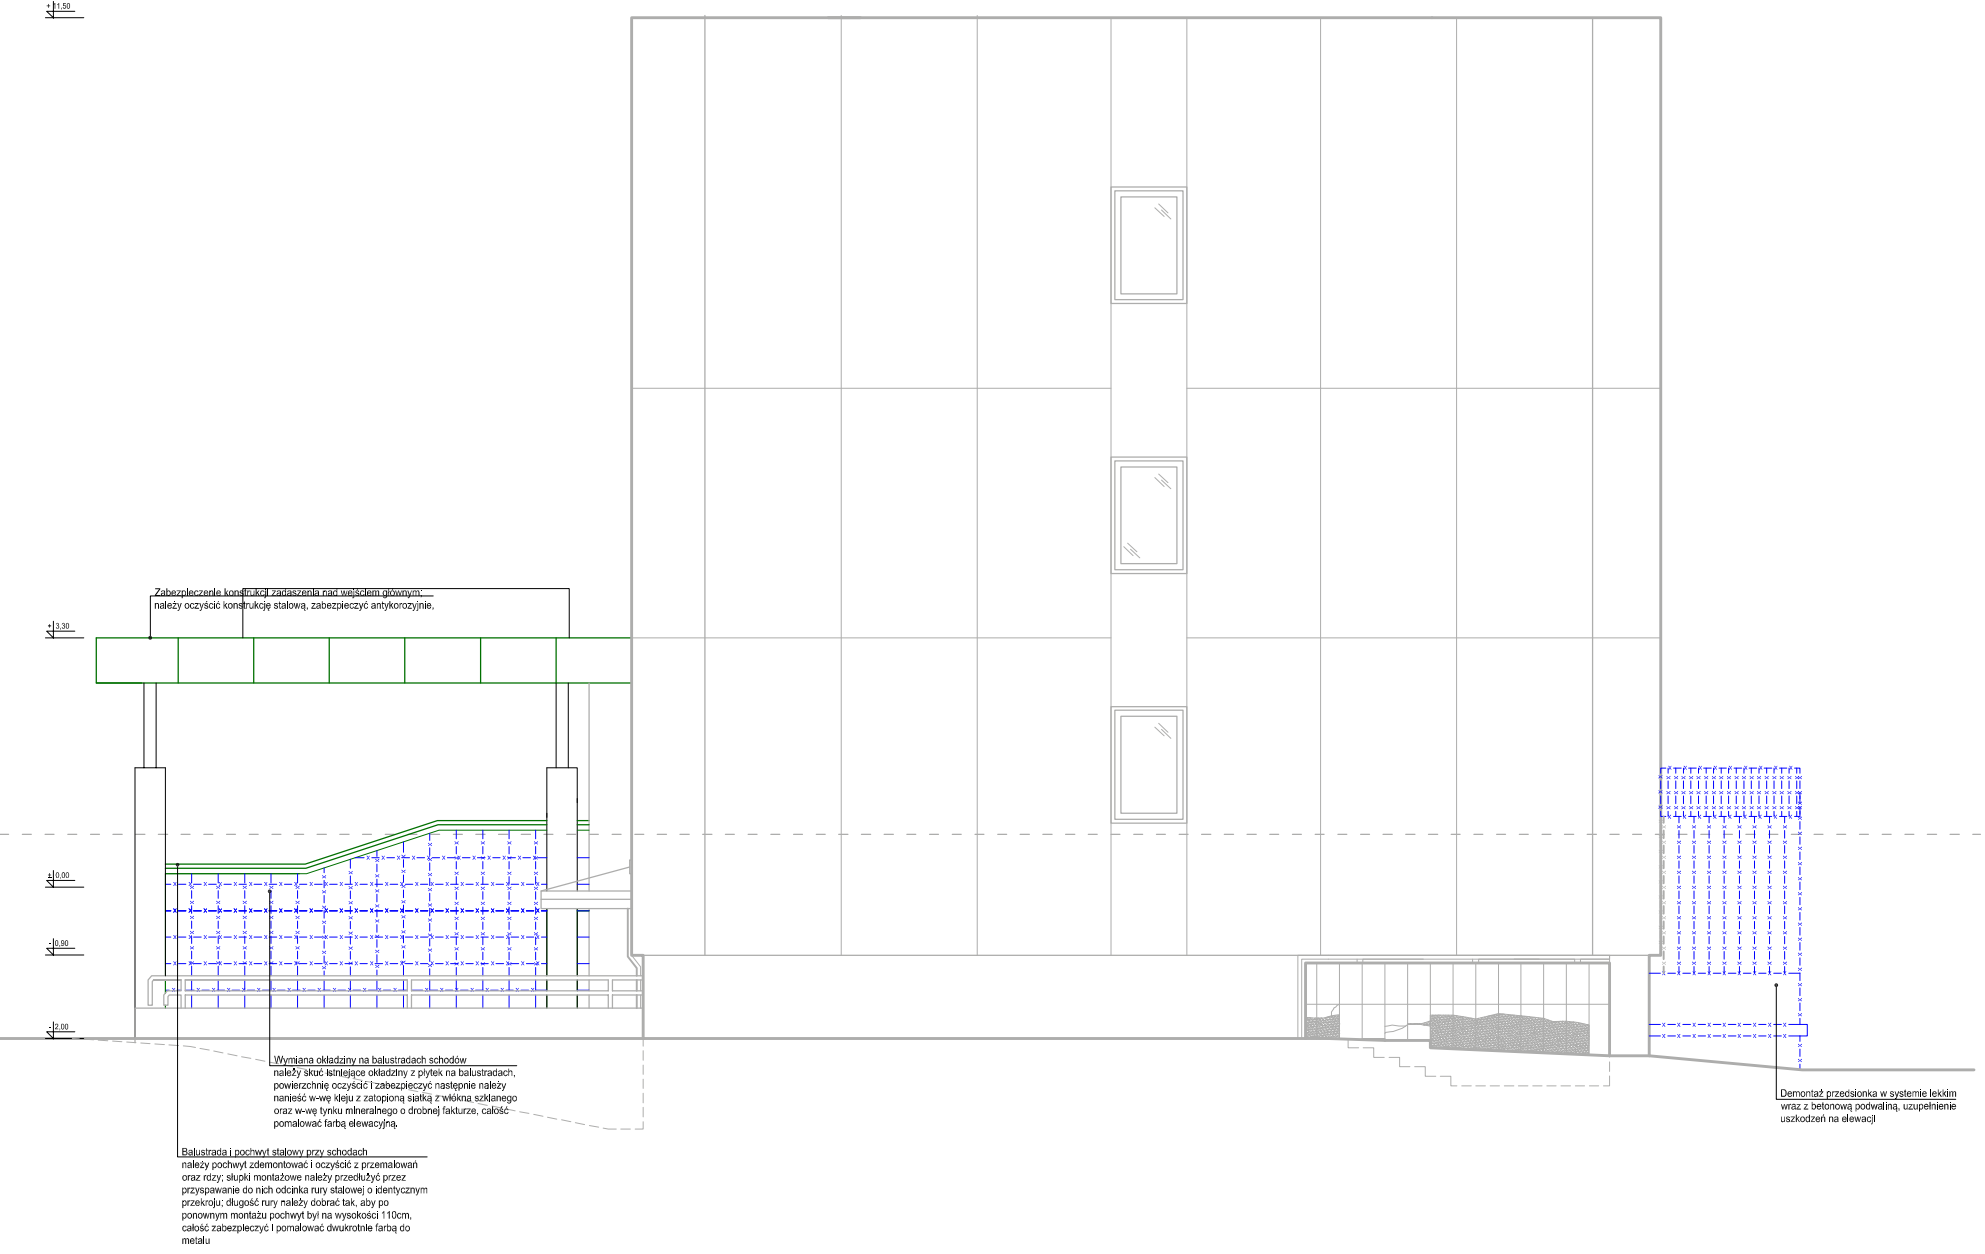 + 11,50
Zabezpieczenie konstrukcji zadaszenia nad wejściem głównym;
należy oczyścić konstrukcję stalową, zabezpieczyć antykorozyjnie,
+ 3,30
± 0,00
- 0,90
- 2,00
Wymiana okładziny na balustradach schodów
należy skuć istniejące okładziny z płytek na balustradach,
powierzchnię oczyścić i zabezpieczyć następnie należy
nanieść w-wę kleju z zatopioną siatką z włókna szklanego
oraz w-wę tynku mineralnego o drobnej fakturze, całość
pomalować farbą elewacyjną.
Balustrada i pochwyt stalowy przy schodach
należy pochwyt zdemontować i oczyścić z przemalowań
oraz rdzy; słupki montażowe należy przedłużyć przez
przyspawanie do nich odcinka rury stalowej o identycznym
przekroju; długość rury należy dobrać tak, aby po
ponownym montażu pochwyt był na wysokości 110cm,
całość zabezpieczyć i pomalować dwukrotnie farbą do
metalu
Demontaż przedsionka w systemie lekkim
wraz z betonową podwaliną, uzupełnienie
uszkodzeń na elewacji